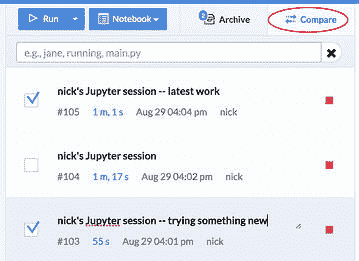 Run Notebook 2 Archive Compare
e.g., jane, running, main.py
nick's Jupyter session -- latest work
#105 1 m, 1 s Aug 29 04:04 pm nick
nick's Jupyter session
#104 1 m, 17 s Aug 29 04:02 pm nick
nick's Jupyter session -- trying something new
#103 55 s Aug 29 04:01 pm nick